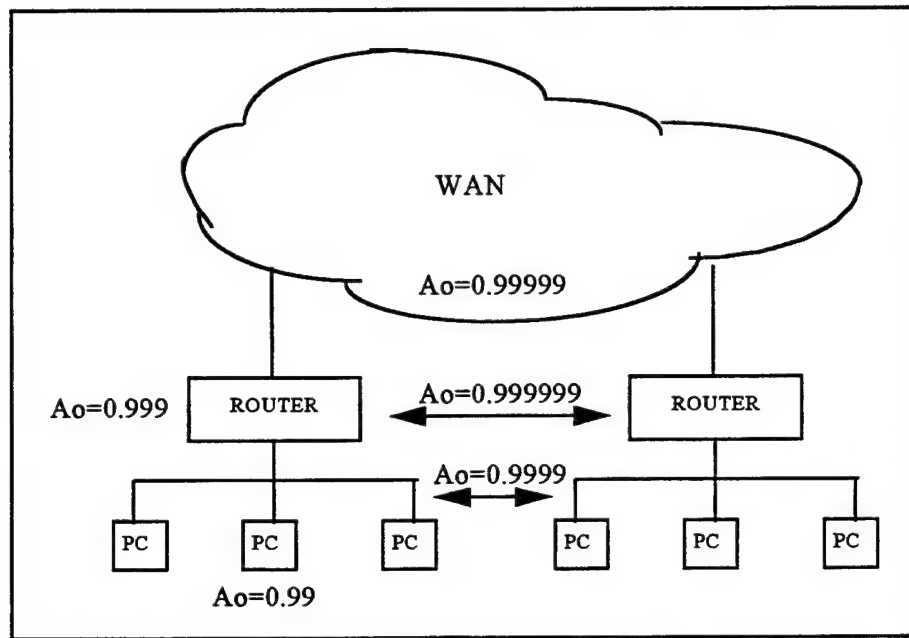 WAN
Ao=0.99999
Ao=0.999
ROUTER
Ao=0.999999
ROUTER
Ao=0.9999
PC
PC
PC
PC
PC
PC
Ao=0.99